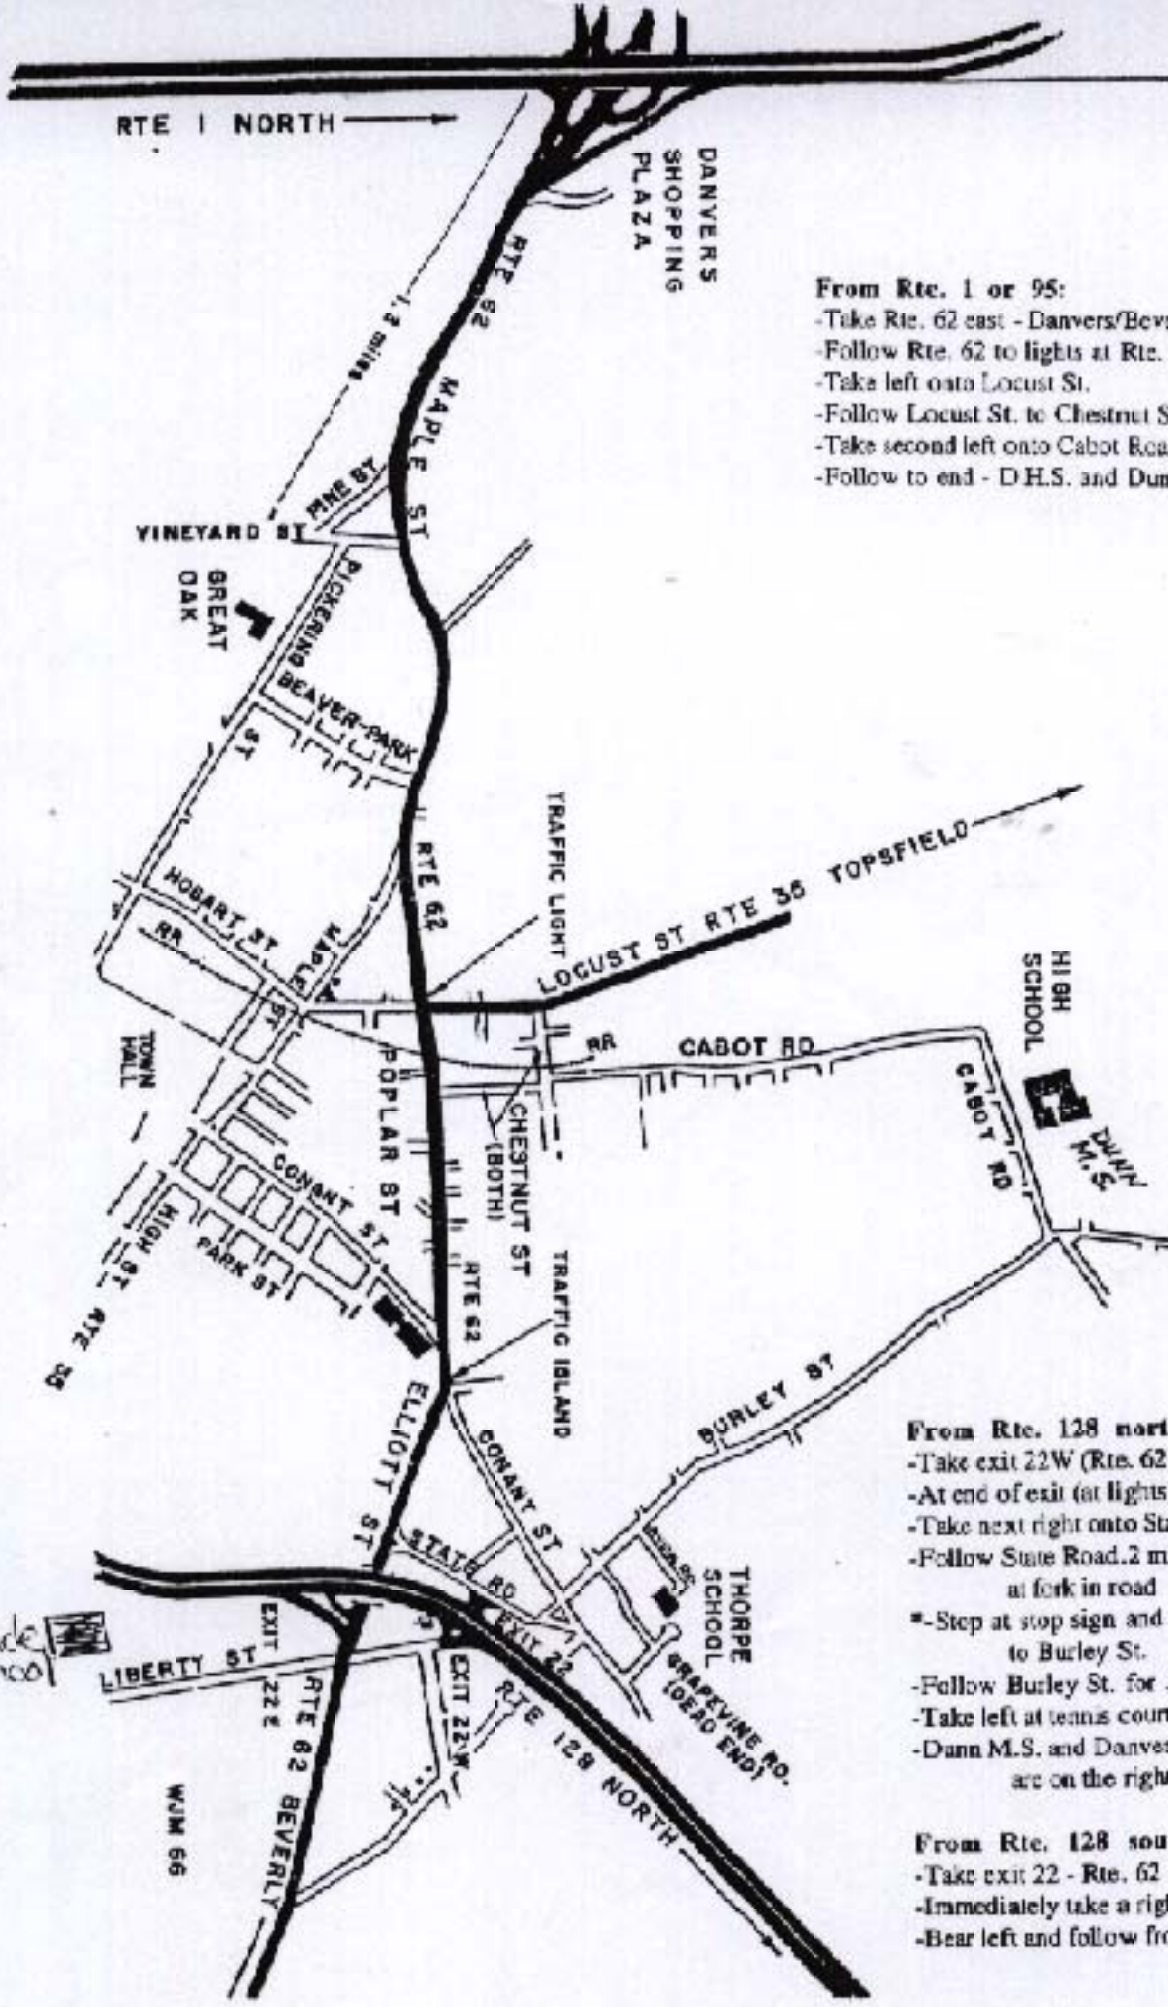 RTE 1 NORTH
DANVERS
SHOPPING
PLAZA
RTE 62
1.3 miles
MAPLE ST
From Rte. 1 or 95:
-Take Rte. 62 east - Danvers/Beve
-Follow Rte. 62 to lights at Rte.
-Take left onto Locust St.
-Follow Locust St. to Chestnut S
-Take second left onto Cabot Roa
-Follow to end - D.H.S. and Dun
PINE ST
VINEYARD ST
GREAT
OAK
PICKERING
ST
BEAVER-PARK
RTE 62
TRAFFIC LIGHT
LOCUST ST RTE 35 TOPSFIELD
HOBART ST
RR
MAPLE
ST
TOWN
HALL
POPLAR ST
RR
CABOT RD
CABOT RD
HIGH
SCHOOL
DUNN
M.S.
CHESTNUT ST
(BOTH)
CONANT ST
PARK ST
HIGH ST RTE 35
RTE 62
TRAFFIC ISLAND
ELLIOTT ST
CONANT ST
BURLEY ST
STATE RD
THORPE
SCHOOL
GRAPEVINE RD.
(DEAD END)
EXIT 22
EXIT 22 E
EXIT 22 W
LIBERTY ST
RTE 62 BEVERLY
RTE 128 NORTH
WJM 66
From Rte. 128 nort
-Take exit 22W (Rte. 62
-At end of exit (at lights
-Take next right onto Sta
-Follow State Road.2 m
at fork in road
*-Stop at stop sign and
to Burley St.
-Follow Burley St. for
-Take left at tennis court
-Dunn M.S. and Danver
are on the right
From Rte. 128 sou
-Take exit 22 - Rte. 62
-Immediately take a righ
-Bear left and follow fro